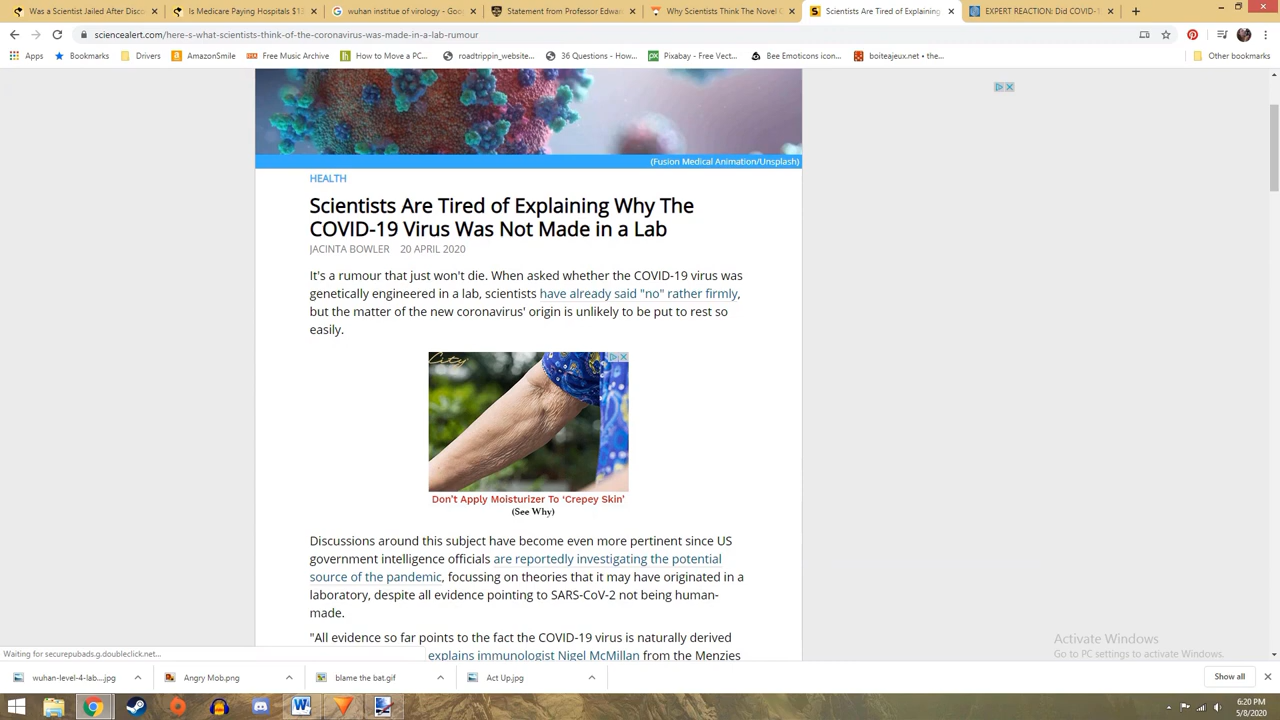 Was a Scientist Jailed After Disco
Is Medicare Paying Hospitals $13
wuhan institue of virology - Goo
Statement from Professor Edwar
Why Scientists Think The Novel C
Scientists Are Tired of Explaining
EXPERT REACTION: Did COVID-1
sciencealert.com/here-s-what-scientists-think-of-the-coronavirus-was-made-in-a-lab-rumour
Apps Bookmarks Drivers AmazonSmile Free Music Archive How to Move a PC... roadtrippin_website... 36 Questions - How... Pixabay - Free Vect... Bee Emoticons icon... boiteajeux.net • the... Other bookmarks
(Fusion Medical Animation/Unsplash)
HEALTH
Scientists Are Tired of Explaining Why The
COVID-19 Virus Was Not Made in a Lab
JACINTA BOWLER 20 APRIL 2020
It's a rumour that just won't die. When asked whether the COVID-19 virus was
genetically engineered in a lab, scientists have already said "no" rather firmly,
but the matter of the new coronavirus' origin is unlikely to be put to rest so
easily.
City
Don't Apply Moisturizer To 'Crepey Skin'
(See Why)
Discussions around this subject have become even more pertinent since US
government intelligence officials are reportedly investigating the potential
source of the pandemic, focussing on theories that it may have originated in a
laboratory, despite all evidence pointing to SARS-CoV-2 not being human-
made.
"All evidence so far points to the fact the COVID-19 virus is naturally derived
explains immunologist Nigel McMillan from the Menzies
Activate Windows
Go to PC settings to activate Windows.
Waiting for securepubads.g.doubleclick.net...
wuhan-level-4-lab....jpg
Angry Mob.png
blame the bat.gif
Act Up.jpg
Show all
6:20 PM
5/8/2020